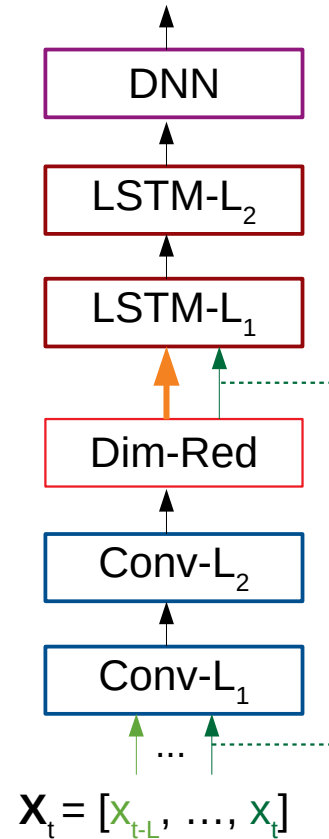 DNN
LSTM-L₂
LSTM-L₁
Dim-Red
Conv-L₂
Conv-L₁
...
Xₜ = [xₜ₋L, ..., xₜ]